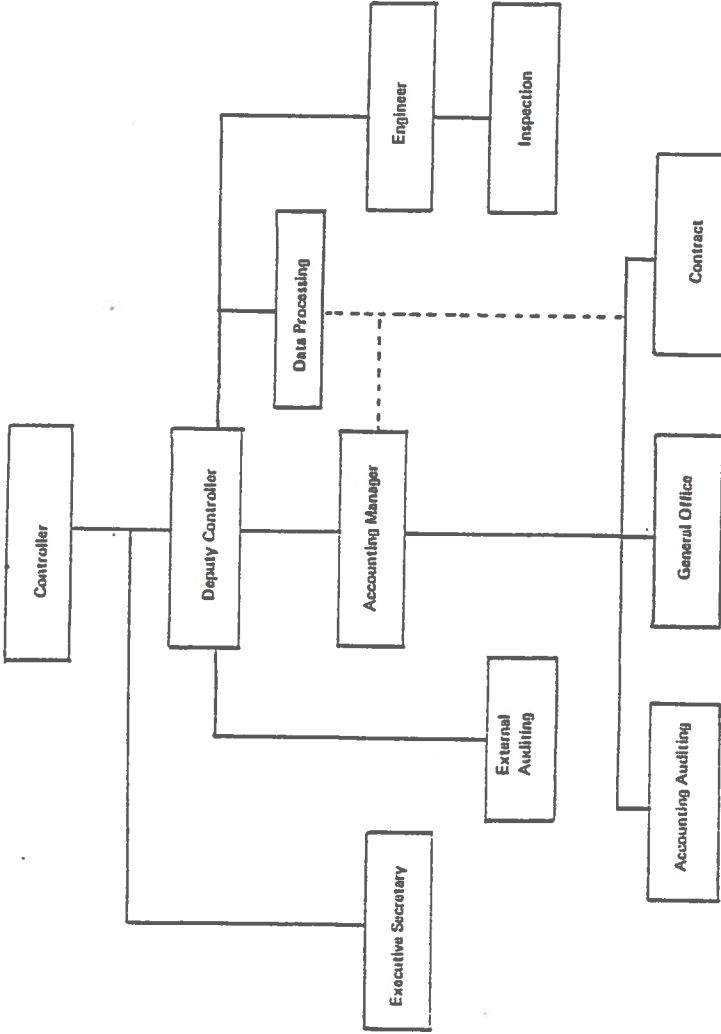 Controller
Deputy Controller
Data Processing
Accounting Manager
Engineer
Executive Secretary
External
Auditing
Inspection
Accounting Auditing
General Office
Contract